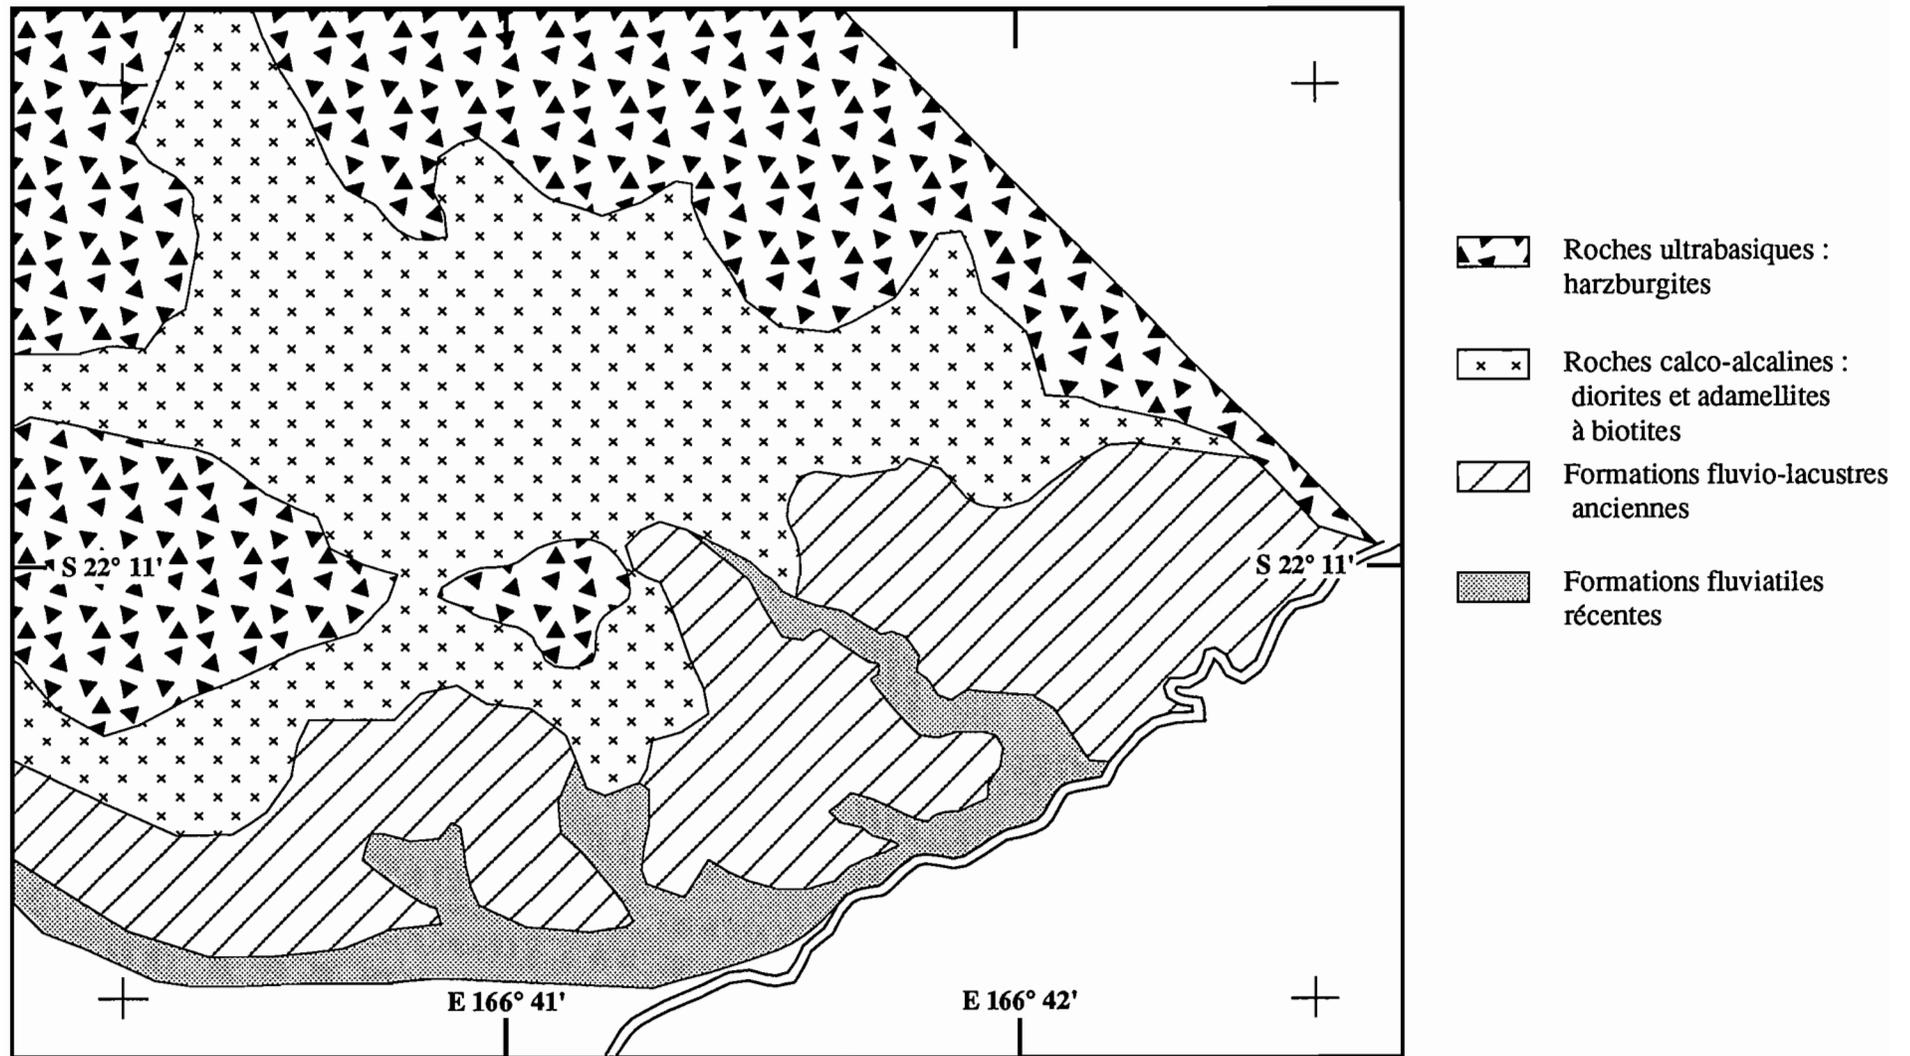 Roches ultrabasiques :
harzburgites
Roches calco-alcalines :
diorites et adamellites
à biotites
Formations fluvio-lacustres
anciennes
S 22° 11'
S 22° 11'
Formations fluviatiles
récentes
E 166° 41'
E 166° 42'